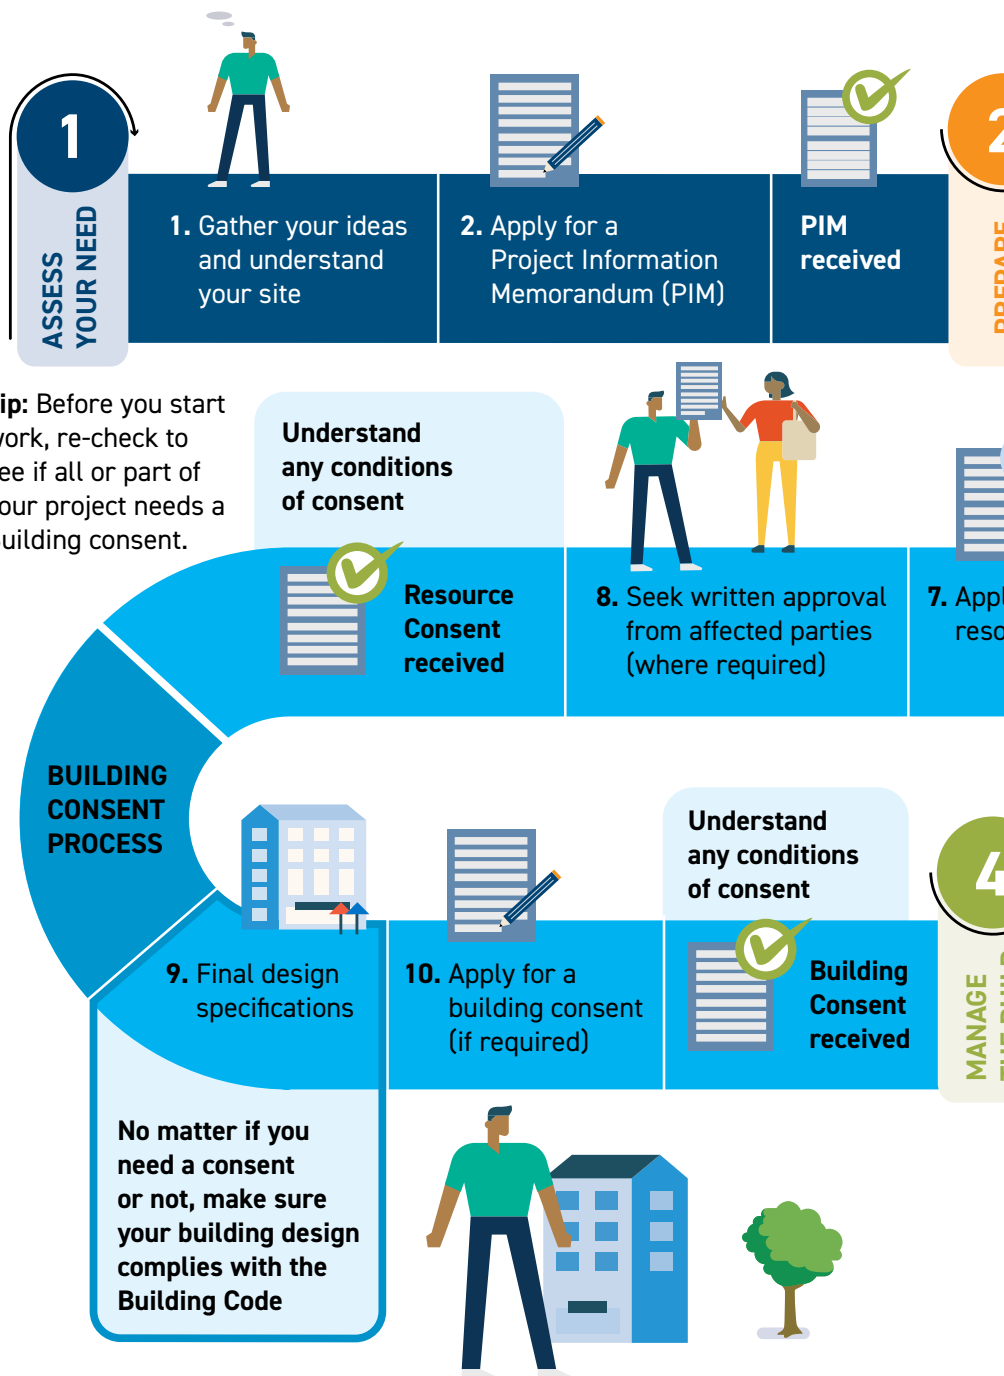 1
ASSESS
YOUR NEED
1. Gather your ideas
and understand
your site
2. Apply for a
Project Information
Memorandum (PIM)
PIM
received
2
PREPARE
ip: Before you start
work, re-check to
ee if all or part of
our project needs a
uilding consent.
Understand
any conditions
of consent
Resource
Consent
received
8. Seek written approval
from affected parties
(where required)
7. Appl
reso
BUILDING
CONSENT
PROCESS
9. Final design
specifications
10. Apply for a
building consent
(if required)
Understand
any conditions
of consent
Building
Consent
received
4
MANAGE
No matter if you
need a consent
or not, make sure
your building design
complies with the
Building Code